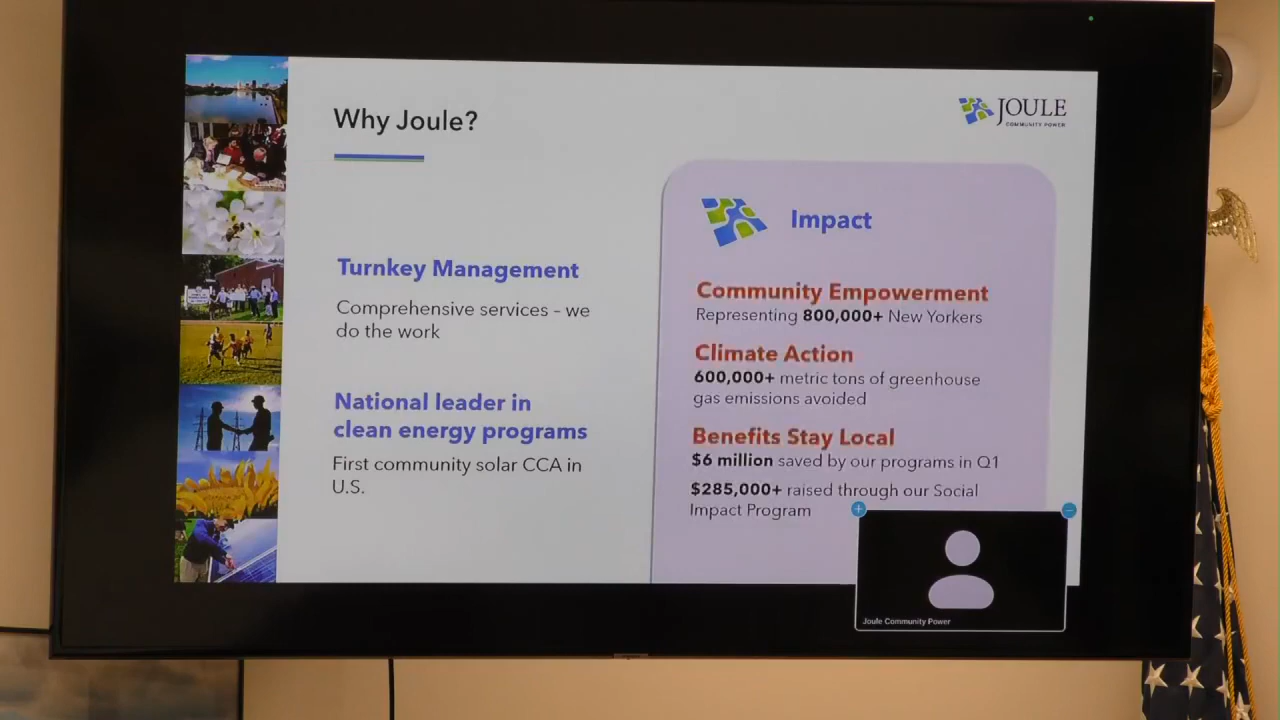 Why Joule?
JOULE
COMMUNITY POWER
Turnkey Management
Comprehensive services – we
do the work
National leader in
clean energy programs
First community solar CCA in
U.S.
Impact
Community Empowerment
Representing 800,000+ New Yorkers
Climate Action
600,000+ metric tons of greenhouse
gas emissions avoided
Benefits Stay Local
$6 million saved by our programs in Q1
$285,000+ raised through our Social
Impact Program
Joule Community Power